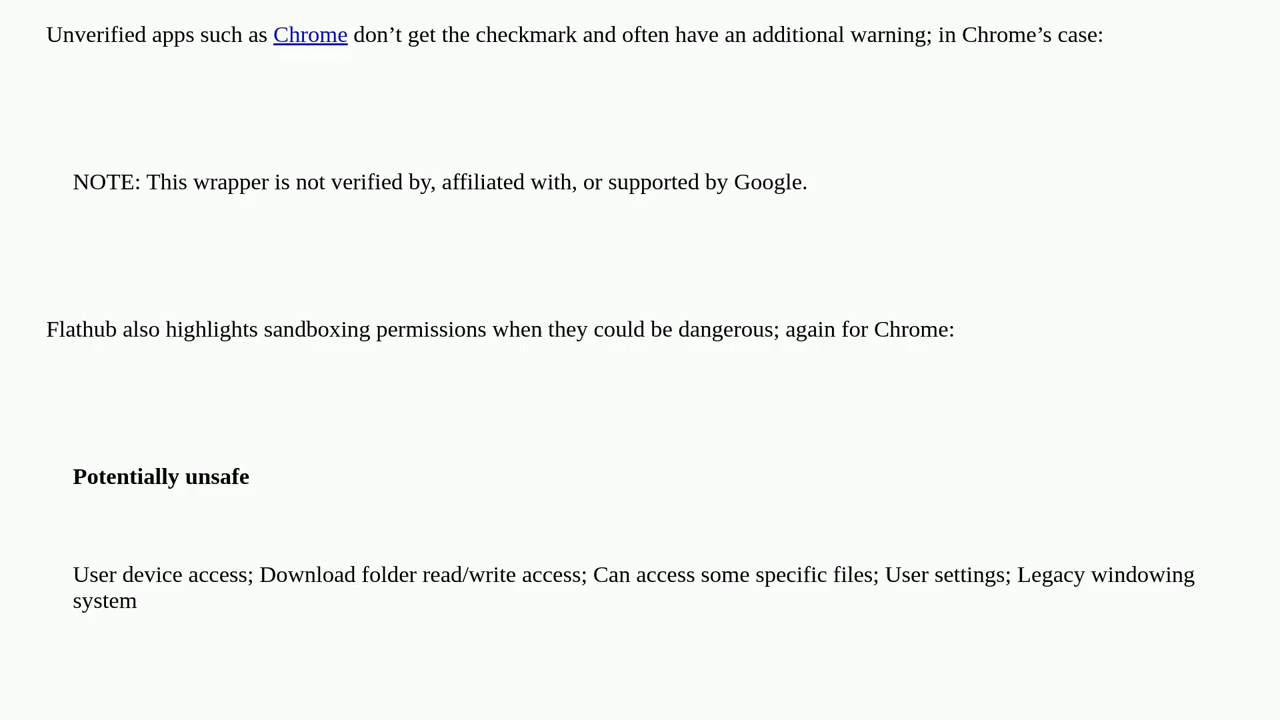 Unverified apps such as Chrome don’t get the checkmark and often have an additional warning; in Chrome’s case:
NOTE: This wrapper is not verified by, affiliated with, or supported by Google.
Flathub also highlights sandboxing permissions when they could be dangerous; again for Chrome:
Potentially unsafe
User device access; Download folder read/write access; Can access some specific files; User settings; Legacy windowing
system